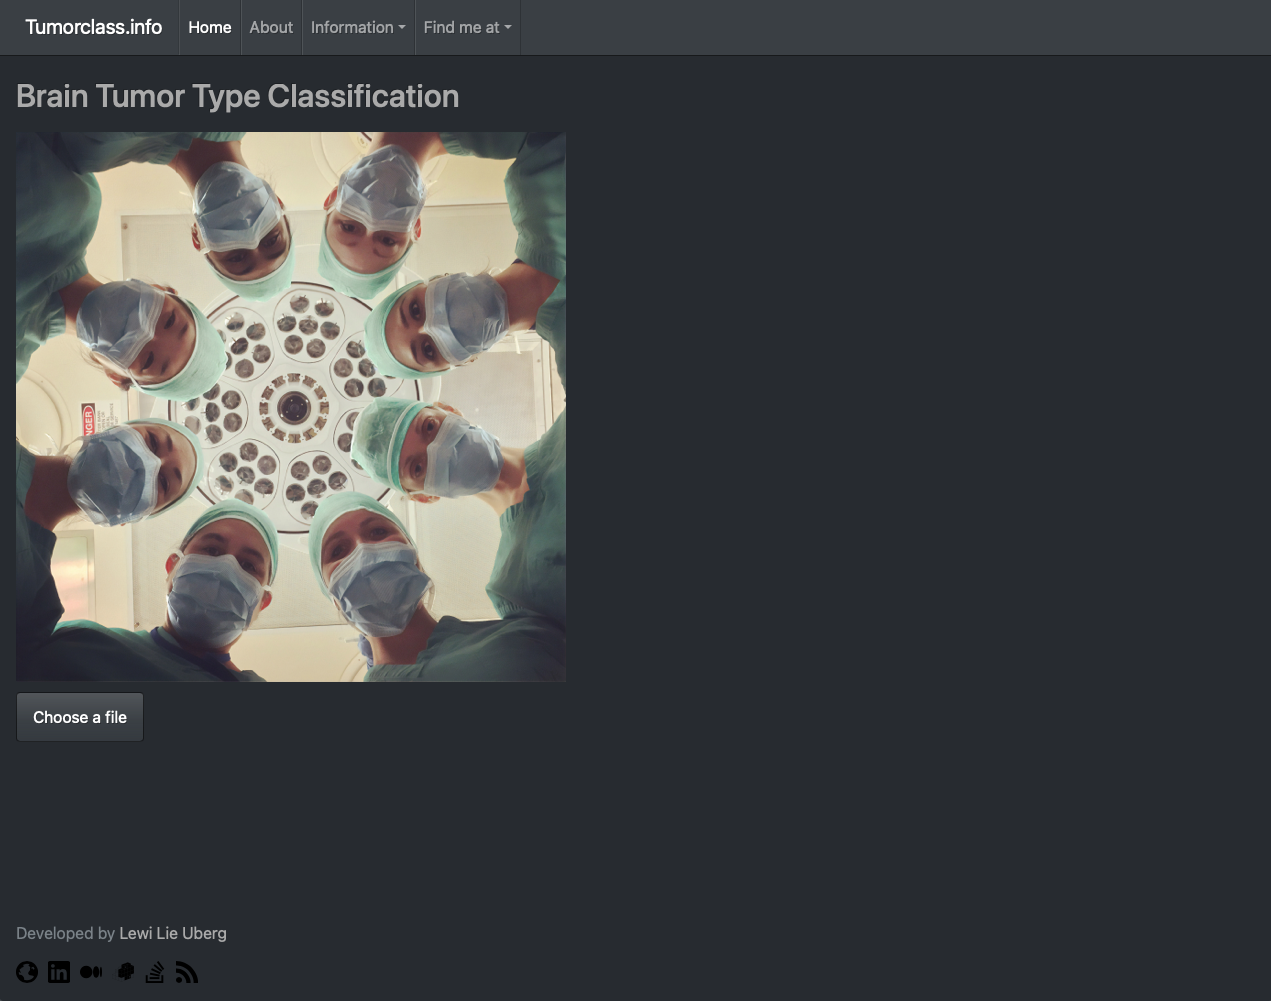 Tumorclass.info Home About Information Find me at
Brain Tumor Type Classification
Choose a file
Developed by Lewi Lie Uberg